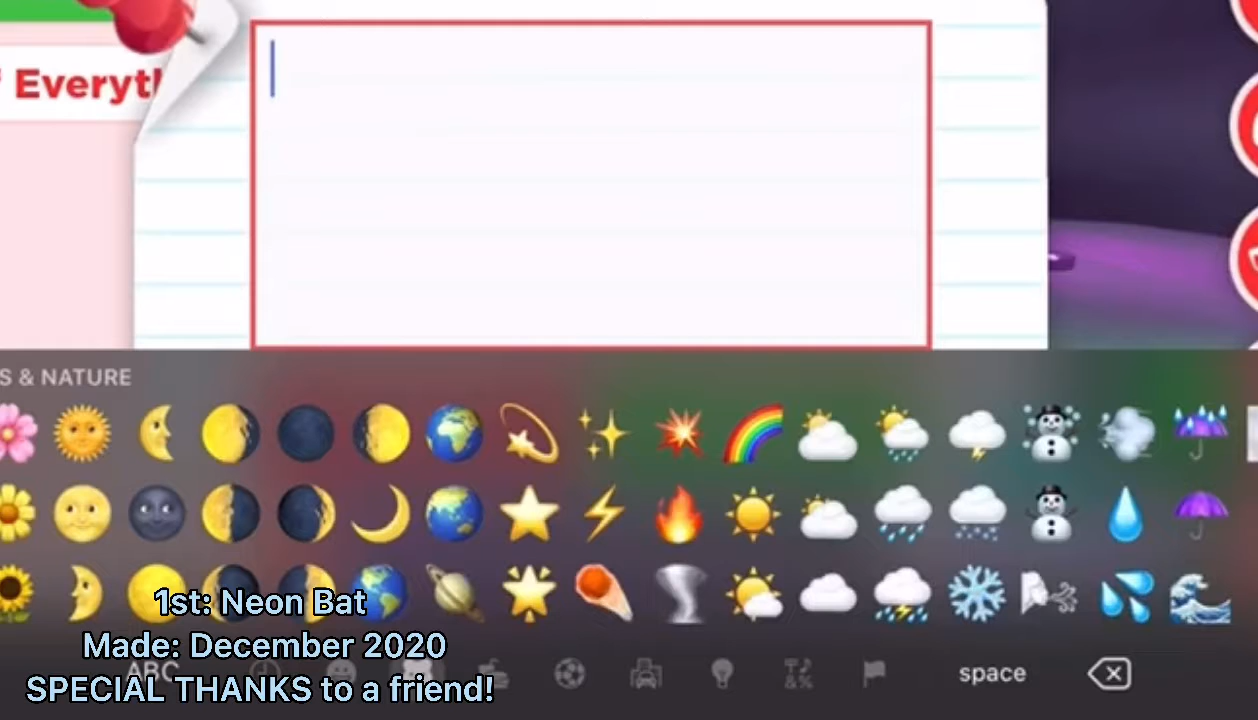 Everyt
S & NATURE
1st: Neon Bat
Made: December 2020
ABC
space
SPECIAL THANKS to a friend!